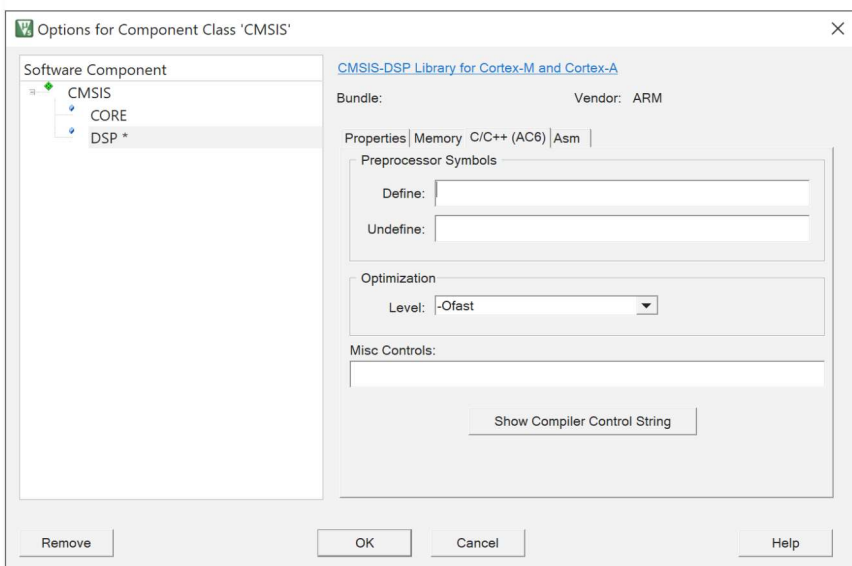 Options for Component Class 'CMSIS'
Software Component
CMSIS
CORE
DSP *
CMSIS-DSP Library for Cortex-M and Cortex-A
Bundle: Vendor: ARM
Properties Memory C/C++ (AC6) Asm
Preprocessor Symbols
Define:
Undefine:
Optimization
Level: -Ofast
Misc Controls:
Show Compiler Control String
Remove OK Cancel Help